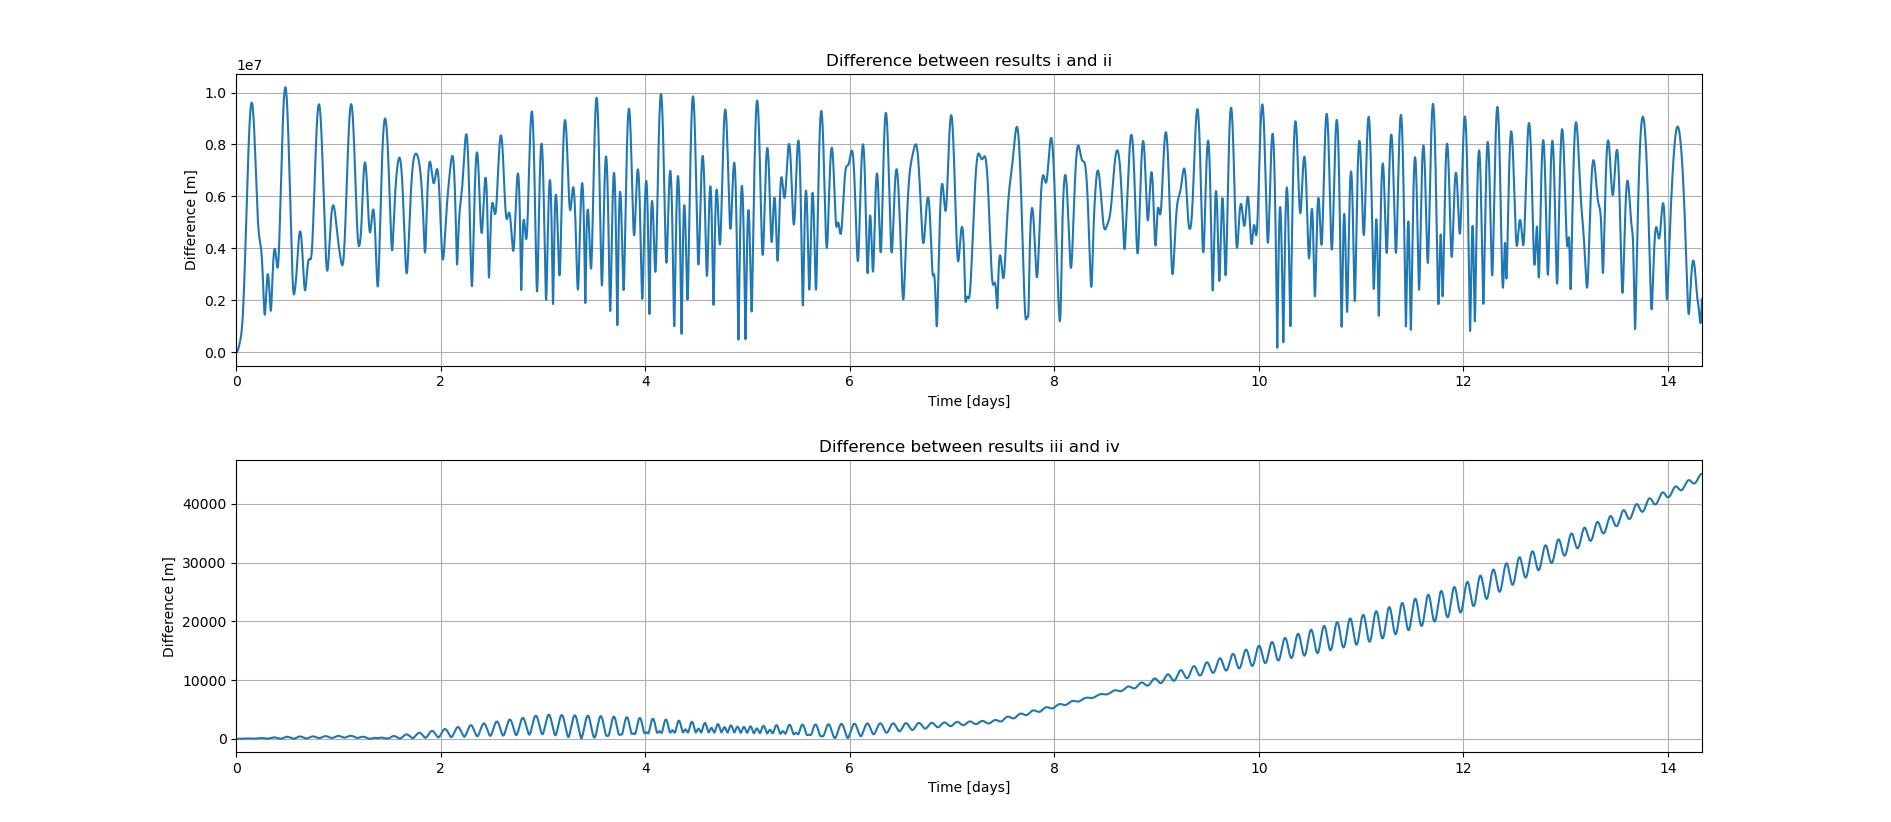 Difference between results i and ii
1e7
1.0
0.8
0.6
0.4
0.2
0.0
Difference [m]
0 2 4 6 8 10 12 14
Time [days]
Difference between results iii and iv
40000
30000
20000
10000
0
Difference [m]
0 2 4 6 8 10 12 14
Time [days]